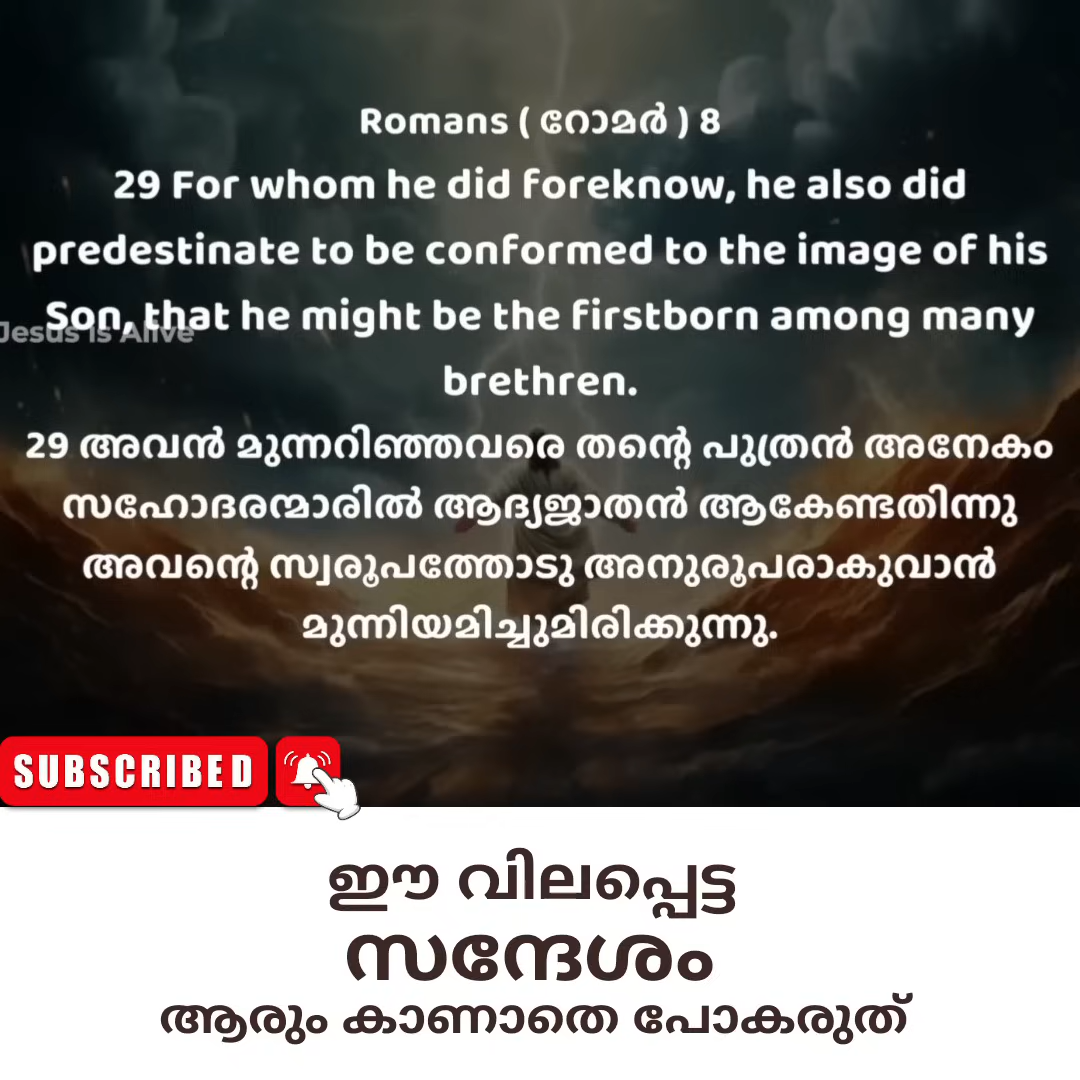 Romans ( റോമർ ) 8
29 For whom he did foreknow, he also did
predestinate to be conformed to the image of his
Son, that he might be the firstborn among many
Jesus Is Alive
brethren.
29 അവൻ മുന്നറിഞ്ഞവരെ തന്റെ പുത്രൻ അനേകം
സഹോദരന്മാരിൽ ആദ്യജാതൻ ആകേണ്ടതിന്നു
അവന്റെ സ്വരൂപത്തോടു അനുരൂപരാകുവാൻ
മുന്നിയമിച്ചുമിരിക്കുന്നു.
SUBSCRIBED
ഈ വിലപ്പെട്ട
സന്ദേശം
ആരും കാണാതെ പോകരുത്